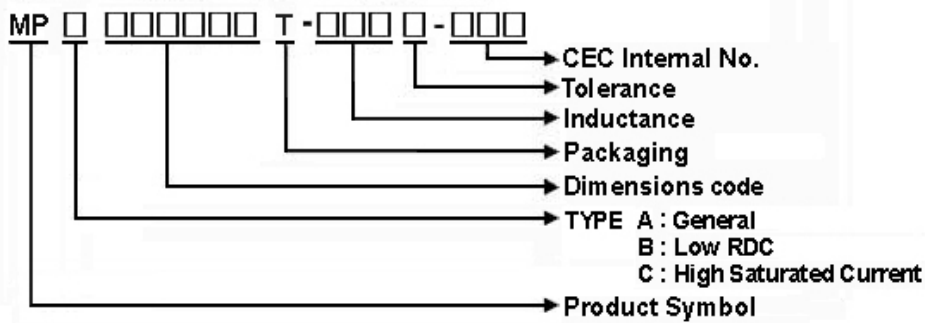 MP □ □□□□□□ T -□□□ □ -□□□
CEC Internal No.
Tolerance
Inductance
Packaging
Dimensions code
TYPE A : General
B : Low RDC
C : High Saturated Current
Product Symbol